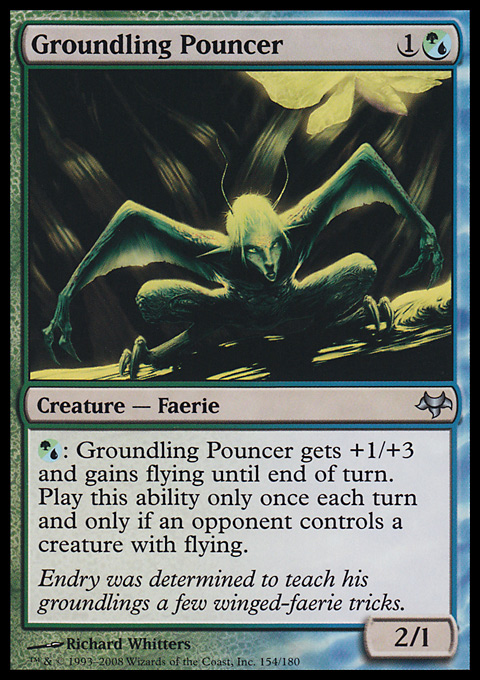 Groundling Pouncer 1
Creature — Faerie
: Groundling Pouncer gets +1/+3
and gains flying until end of turn.
Play this ability only once each turn
and only if an opponent controls a
creature with flying.
Endry was determined to teach his
groundlings a few winged-faerie tricks.
Richard Whitters
2/1
™ & © 1993–2008 Wizards of the Coast, Inc. 154/180